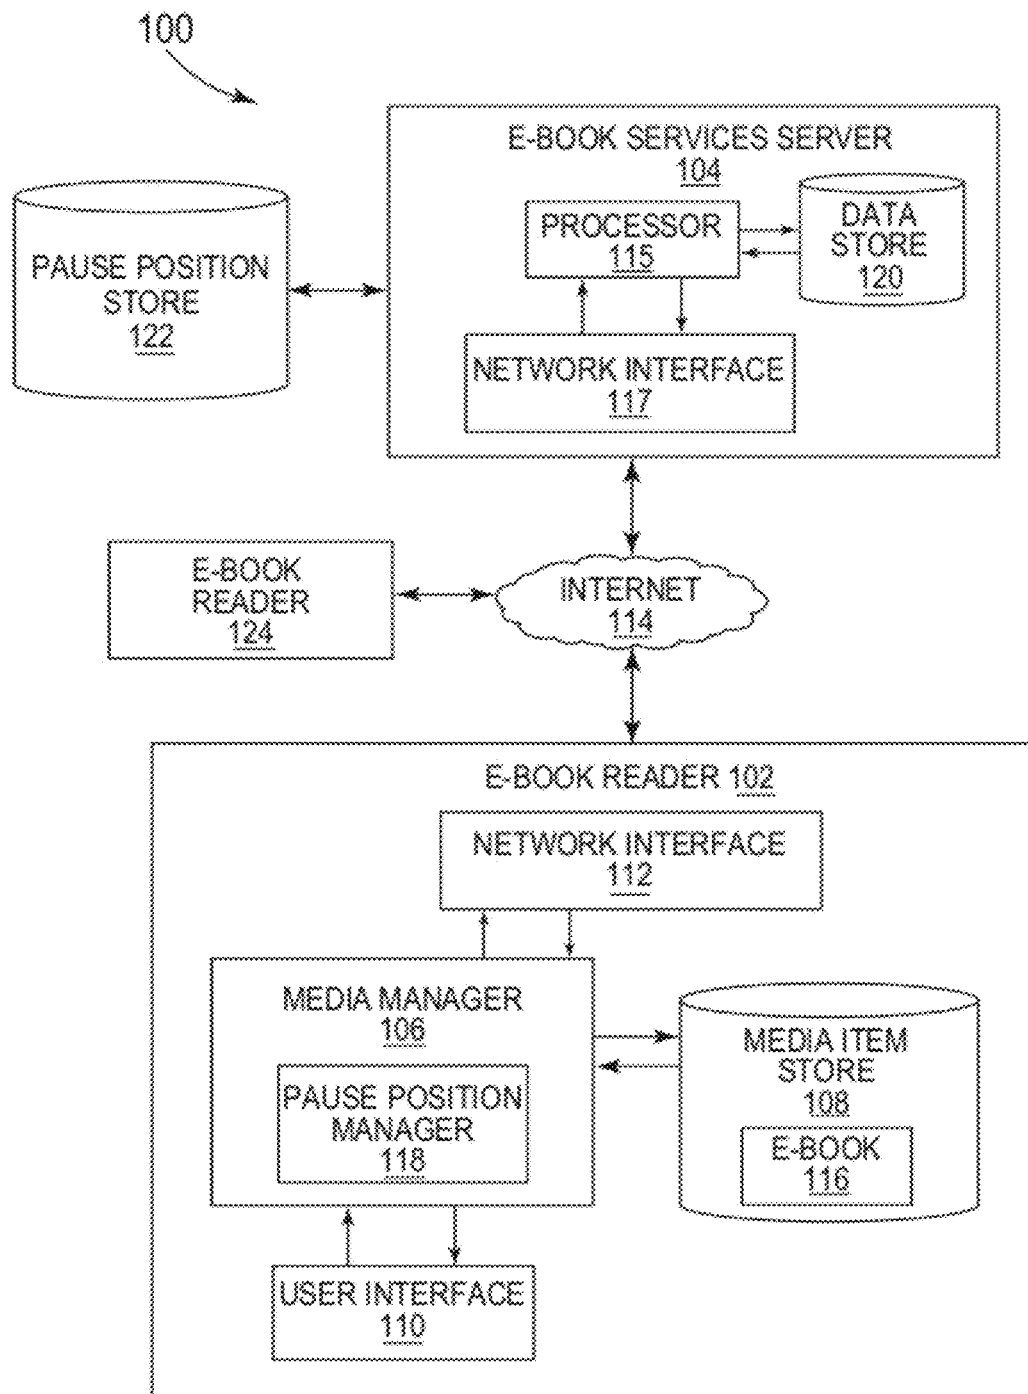 100
E-BOOK SERVICES SERVER
104
PROCESSOR
115
DATA
STORE
120
PAUSE POSITION
STORE
122
NETWORK INTERFACE
117
E-BOOK
READER
124
INTERNET
114
E-BOOK READER 102
NETWORK INTERFACE
112
MEDIA MANAGER
106
PAUSE POSITION
MANAGER
118
MEDIA ITEM
STORE
108
E-BOOK
116
USER INTERFACE
110